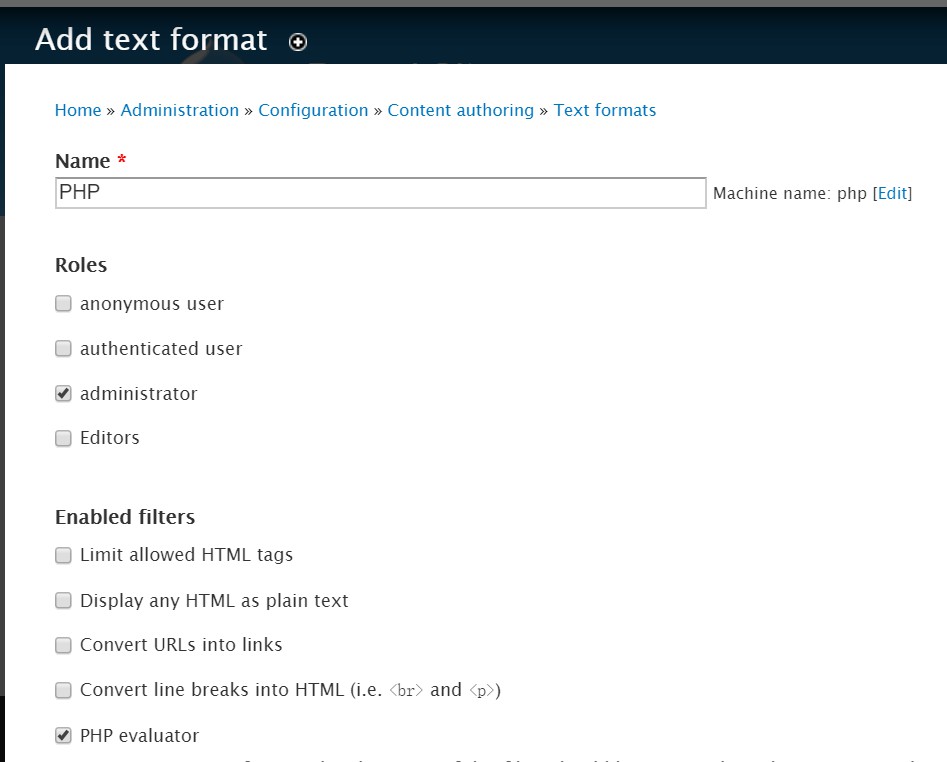 Add text format
Home » Administration » Configuration » Content authoring » Text formats
Name *
PHP Machine name: php [Edit]
Roles
anonymous user
authenticated user
administrator
Editors
Enabled filters
Limit allowed HTML tags
Display any HTML as plain text
Convert URLs into links
Convert line breaks into HTML (i.e. <br> and <p>)
PHP evaluator